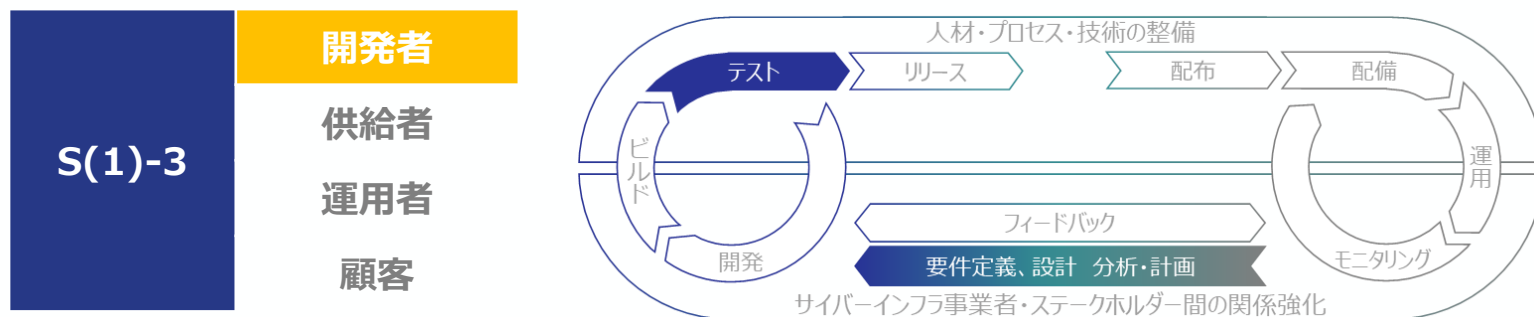 S(1)-3
開発者
供給者
運用者
顧客
人材・プロセス・技術の整備
テスト
リリース
配布
配備
ビルド
運用
フィードバック
開発
要件定義、設計 分析・計画
モニタリング
サイバーインフラ事業者・ステークホルダー間の関係強化